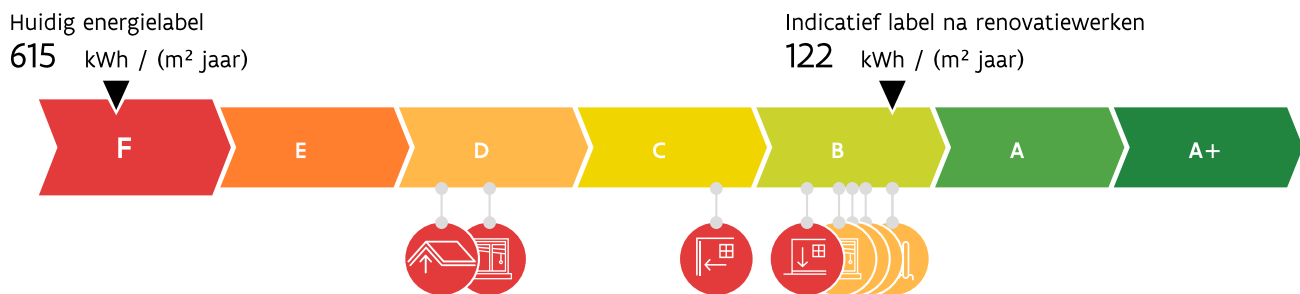 Huidig energielabel
615 kWh / (m² jaar)
Indicatief label na renovatiewerken
122 kWh / (m² jaar)
F E D C B A A+